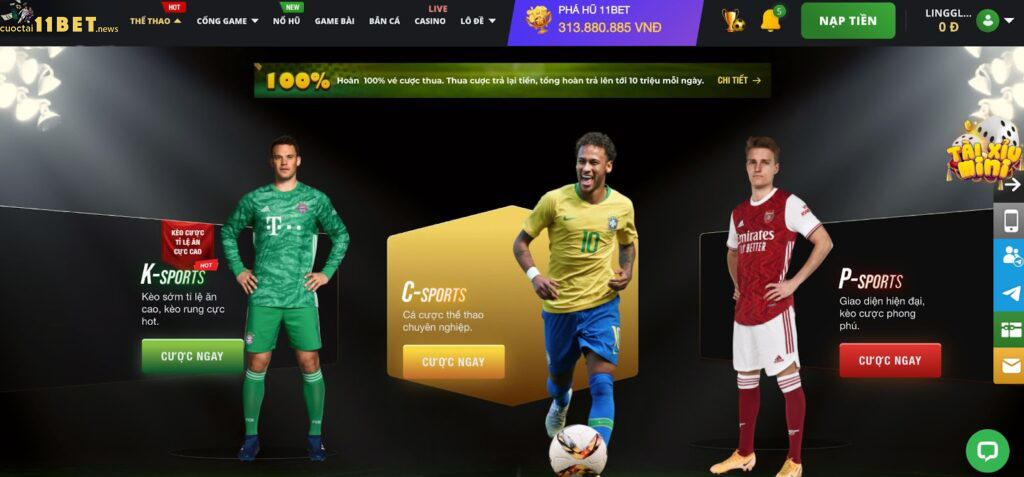 cuoctai11BET.news
HOT
THỂ THAO
CỔNG GAME
NEW
NỔ HŨ
GAME BÀI
BẮN CÁ
LIVE
CASINO
LÔ ĐỀ
PHÁ HŨ 11BET
313.880.885 VNĐ
5
NẠP TIỀN
LINGGL...
0 Đ
100% Hoàn 100% vé cược thua. Thua cược trả lại tiền, tổng hoàn trả lên tới 10 triệu mỗi ngày. CHI TIẾT
TÀI XỈU
Mini
KÈO CƯỢC
TỈ LỆ ĂN
CỰC CAO
K-SPORTS
HOT
Kèo sớm tỉ lệ ăn
cao, kèo rung cực
hot.
CƯỢC NGAY
C-SPORTS
Cá cược thể thao
chuyên nghiệp.
CƯỢC NGAY
P-SPORTS
Giao diện hiện đại,
kèo cược phong
phú.
CƯỢC NGAY
T
10
Emirates
FLY BETTER